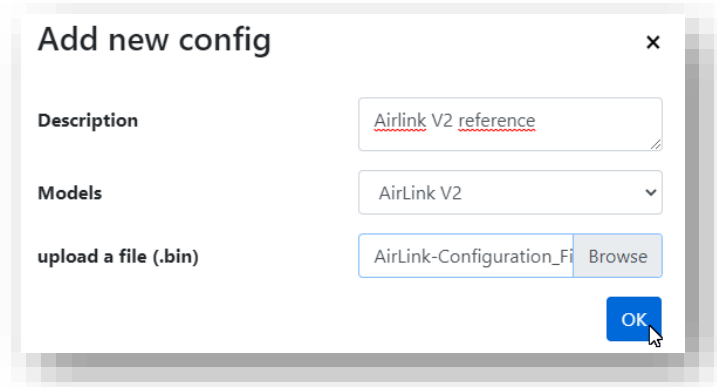 Add new config
×
Description
Airlink V2 reference
Models
AirLink V2
upload a file (.bin)
AirLink-Configuration_Fi
Browse
OK